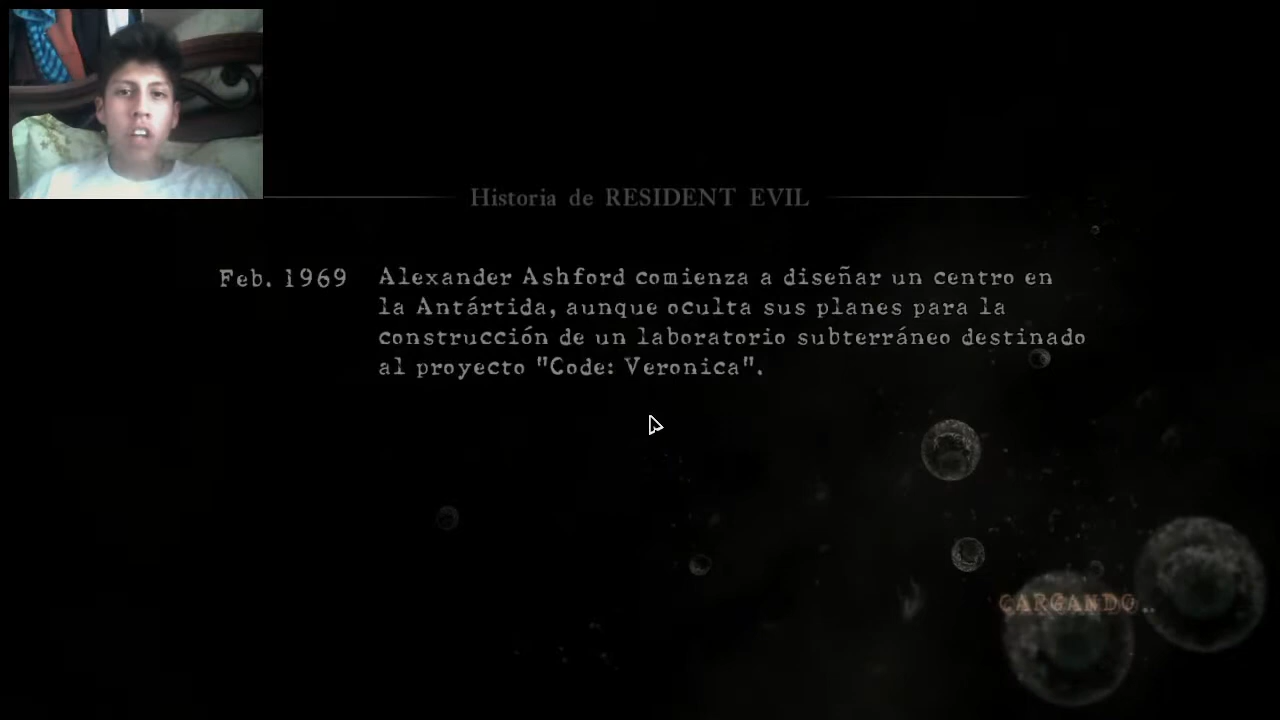 Historia de RESIDENT EVIL
Feb. 1969 Alexander Ashford comienza a diseñar un centro en
la Antártida, aunque oculta sus planes para la
construcción de un laboratorio subterráneo destinado
al proyecto "Code: Veronica".
CARGANDO..